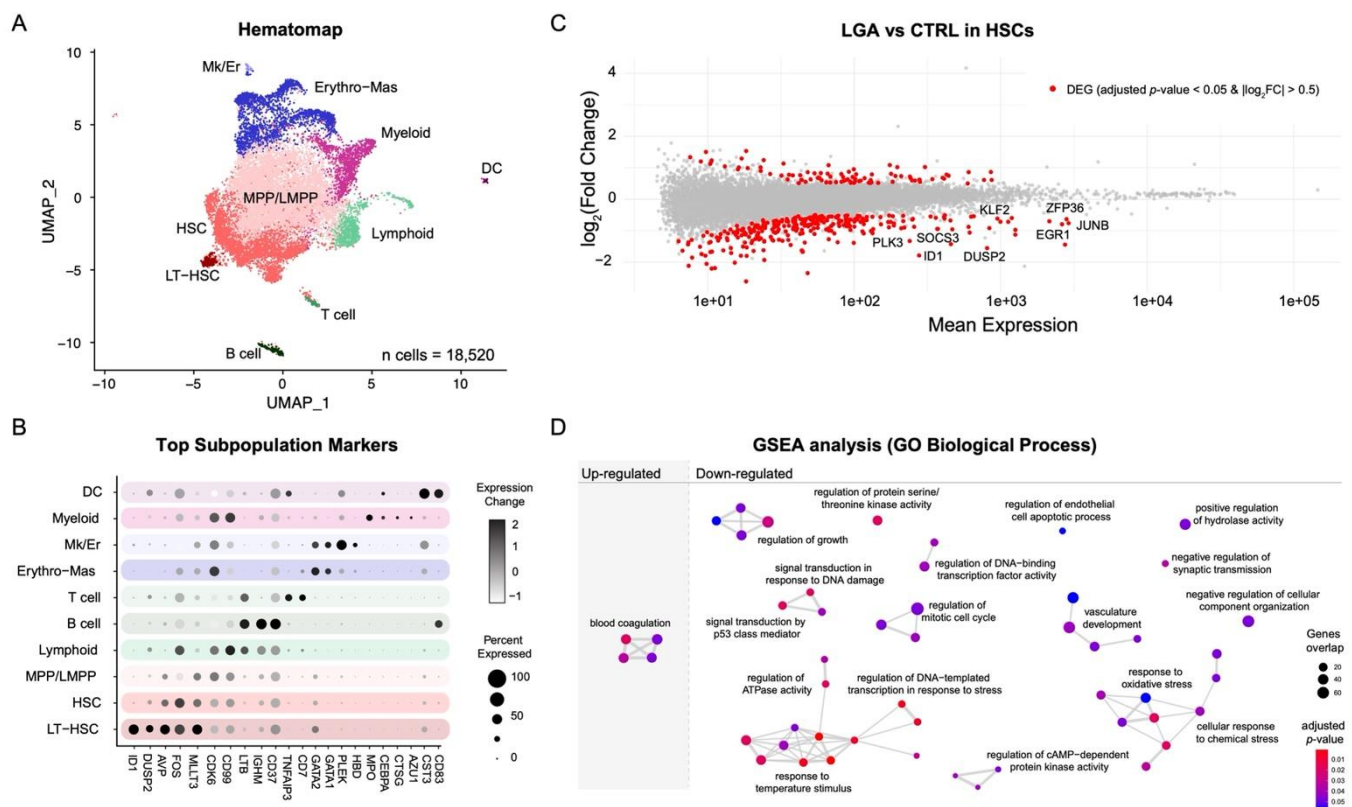 A
Hematomap
10
5
0
−5
−10
UMAP_2
Mk/Er
Erythro−Mas
Myeloid
DC
MPP/LMPP
HSC
Lymphoid
LT−HSC
T cell
B cell
n cells = 18,520
−10
−5
0
5
10
UMAP_1
B
Top Subpopulation Markers
DC
Myeloid
Mk/Er
Erythro−Mas
T cell
B cell
Lymphoid
MPP/LMPP
HSC
LT−HSC
ID1
DUSP2
AVP
FOS
MLLT3
CDK6
CD99
LTB
IGHM
CD37
TNFAIP3
CD7
GATA2
GATA1
PLEK
HBD
MPO
CEBPA
CTSG
AZU1
CST3
CD83
Expression
Change
2
1
0
−1
Percent
Expressed
100
50
0
C
LGA vs CTRL in HSCs
log2(Fold Change)
4
2
0
−2
DEG (adjusted p-value < 0.05 & |log2FC| > 0.5)
KLF2
ZFP36
JUNB
EGR1
PLK3
SOCS3
ID1
DUSP2
1e+01
1e+02
1e+03
1e+04
1e+05
Mean Expression
D
GSEA analysis (GO Biological Process)
Up-regulated
Down-regulated
blood coagulation
regulation of growth
regulation of protein serine/
threonine kinase activity
regulation of endothelial
cell apoptotic process
positive regulation
of hydrolase activity
regulation of DNA-binding
transcription factor activity
negative regulation of
synaptic transmission
signal transduction in
response to DNA damage
signal transduction by
p53 class mediator
regulation of
mitotic cell cycle
vasculature
development
negative regulation of cellular
component organization
regulation of
ATPase activity
regulation of DNA-templated
transcription in response to stress
response to
oxidative stress
cellular response
to chemical stress
response to
temperature stimulus
regulation of cAMP-dependent
protein kinase activity
Genes
overlap
20
40
60
adjusted
p-value
0.01
0.02
0.03
0.04
0.05